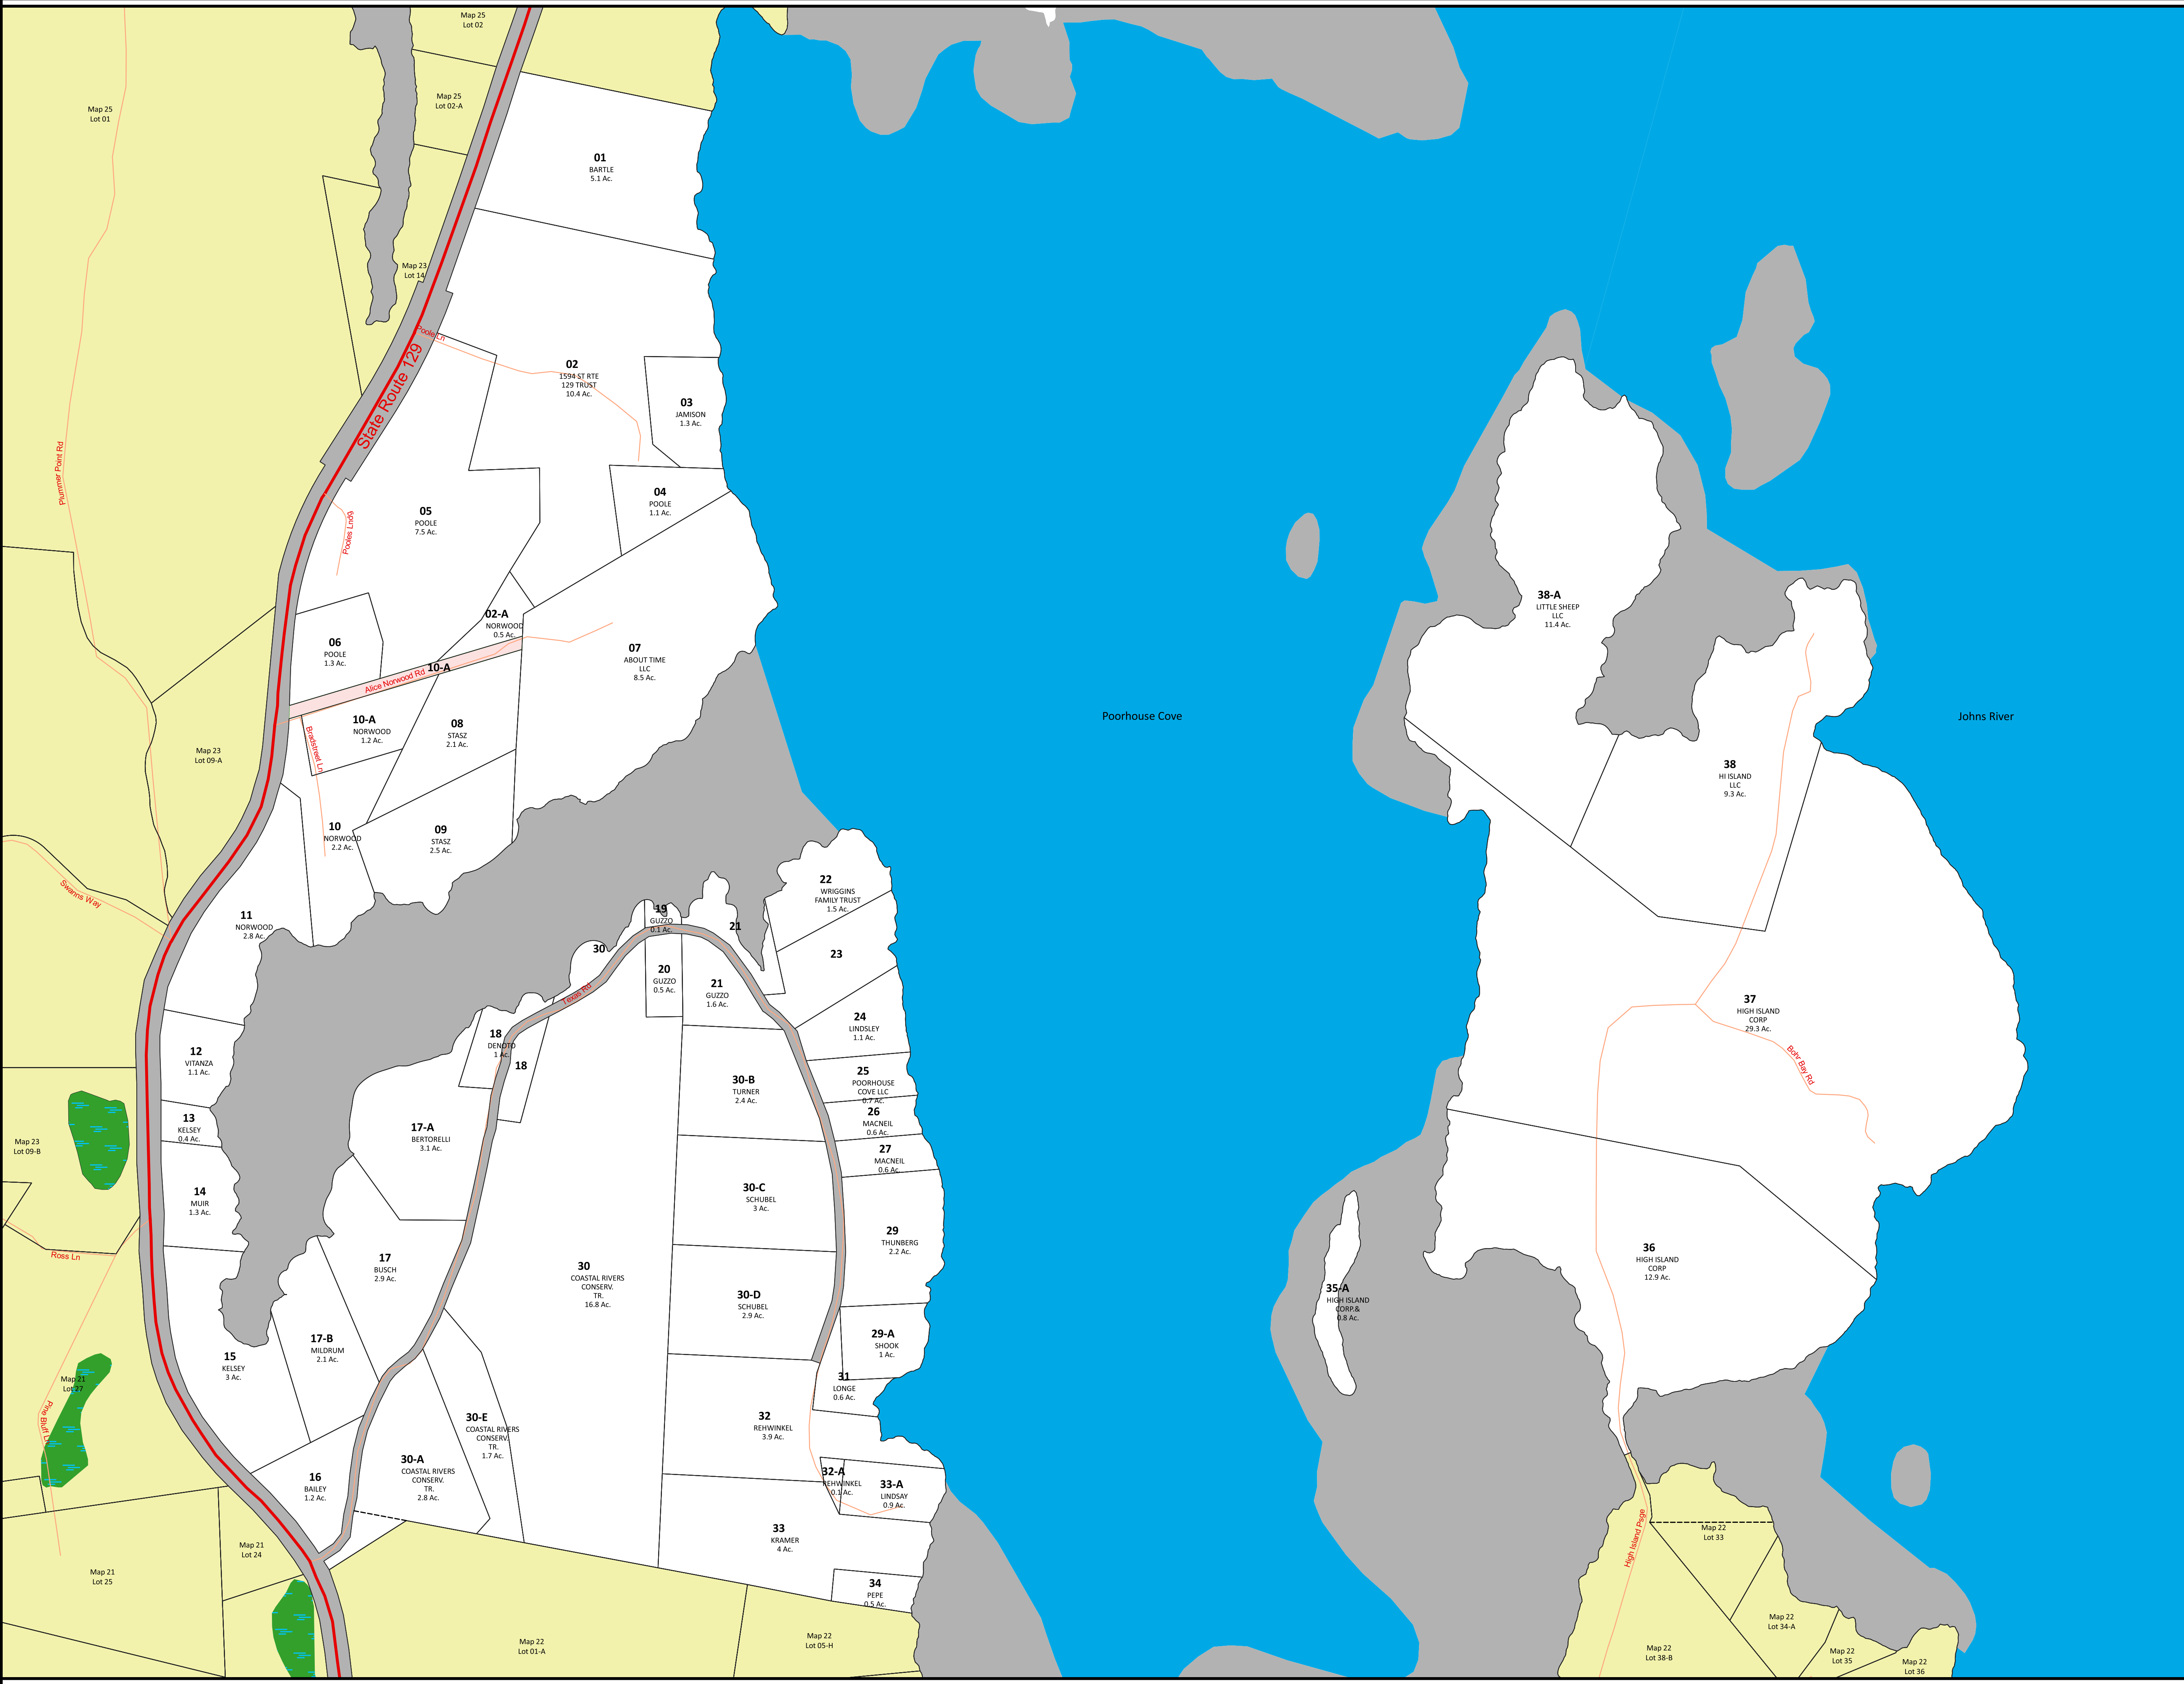 Map 25
Lot 02
Map 25
Lot 01
Map 25
Lot 02-A
01
BARTLE
5.1 Ac.
Map 23
Lot 14
Poole Ln
State Route 129
02
1594 ST RTE
129 TRUST
10.4 Ac.
03
JAMISON
1.3 Ac.
Plummer Point Rd
04
POOLE
1.1 Ac.
05
POOLE
7.5 Ac.
38-A
LITTLE SHEEP
LLC
11.4 Ac.
02-A
NORWOOD
0.5 Ac.
06
POOLE
1.3 Ac.
07
ABOUT TIME
LLC
8.5 Ac.
10-A
Alice Norwood Rd
Poorhouse Cove
Johns River
10-A
NORWOOD
1.2 Ac.
08
STASZ
2.1 Ac.
Bradstreet Ln
Map 23
Lot 09-A
38
HI ISLAND
LLC
9.3 Ac.
10
NORWOOD
2.2 Ac.
09
STASZ
2.5 Ac.
Swanns Way
22
WRIGGINS
FAMILY TRUST
1.5 Ac.
11
NORWOOD
2.8 Ac.
19
GUZZO
0.1 Ac.
21
30
23
20
GUZZO
0.5 Ac.
21
GUZZO
1.6 Ac.
Texas Rd
37
HIGH ISLAND
CORP
29.3 Ac.
24
LINDSLEY
1.1 Ac.
18
DENOTO
1 Ac.
18
12
VITANZA
1.1 Ac.
Bohr Bay Rd
30-B
TURNER
2.4 Ac.
25
POORHOUSE
COVE LLC
0.7 Ac.
26
MACNEIL
0.6 Ac.
13
KELSEY
0.4 Ac.
17-A
BERTORELLI
3.1 Ac.
Map 23
Lot 09-B
27
MACNEIL
0.6 Ac.
14
MUIR
1.3 Ac.
30-C
SCHUBEL
3 Ac.
29
THUNBERG
2.2 Ac.
Ross Ln
17
BUSCH
2.9 Ac.
36
HIGH ISLAND
CORP
12.9 Ac.
30
COASTAL RIVERS
CONSERV.
TR.
16.8 Ac.
30-D
SCHUBEL
2.9 Ac.
35-A
HIGH ISLAND
CORP.&
0.8 Ac.
17-B
MILDRUM
2.1 Ac.
29-A
SHOOK
1 Ac.
15
KELSEY
3 Ac.
Map 21
Lot 27
31
LONGE
0.6 Ac.
Pine Bluff Ln
30-E
COASTAL RIVERS
CONSERV.
TR.
1.7 Ac.
32
REHWINKEL
3.9 Ac.
30-A
COASTAL RIVERS
CONSERV.
TR.
2.8 Ac.
32-A
REHWINKEL
0.1 Ac.
33-A
LINDSAY
0.9 Ac.
16
BAILEY
1.2 Ac.
33
KRAMER
4 Ac.
High Island Psge
Map 22
Lot 33
Map 21
Lot 24
Map 21
Lot 25
34
PEPE
0.5 Ac.
Map 22
Lot 34-A
Map 22
Lot 01-A
Map 22
Lot 05-H
Map 22
Lot 38-B
Map 22
Lot 35
Map 22
Lot 36